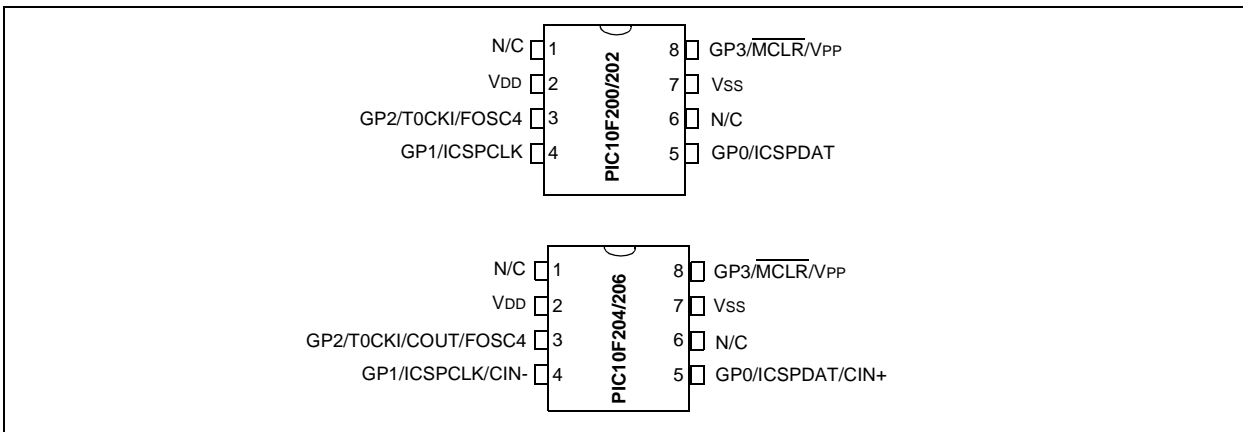 N/C 1 8 GP3/MCLR/VPP
VDD 2 7 VSS
GP2/T0CKI/FOSC4 3 6 N/C
GP1/ICSPCLK 4 5 GP0/ICSPDAT
PIC10F200/202
N/C 1 8 GP3/MCLR/VPP
VDD 2 7 VSS
GP2/T0CKI/COUT/FOSC4 3 6 N/C
GP1/ICSPCLK/CIN- 4 5 GP0/ICSPDAT/CIN+
PIC10F204/206